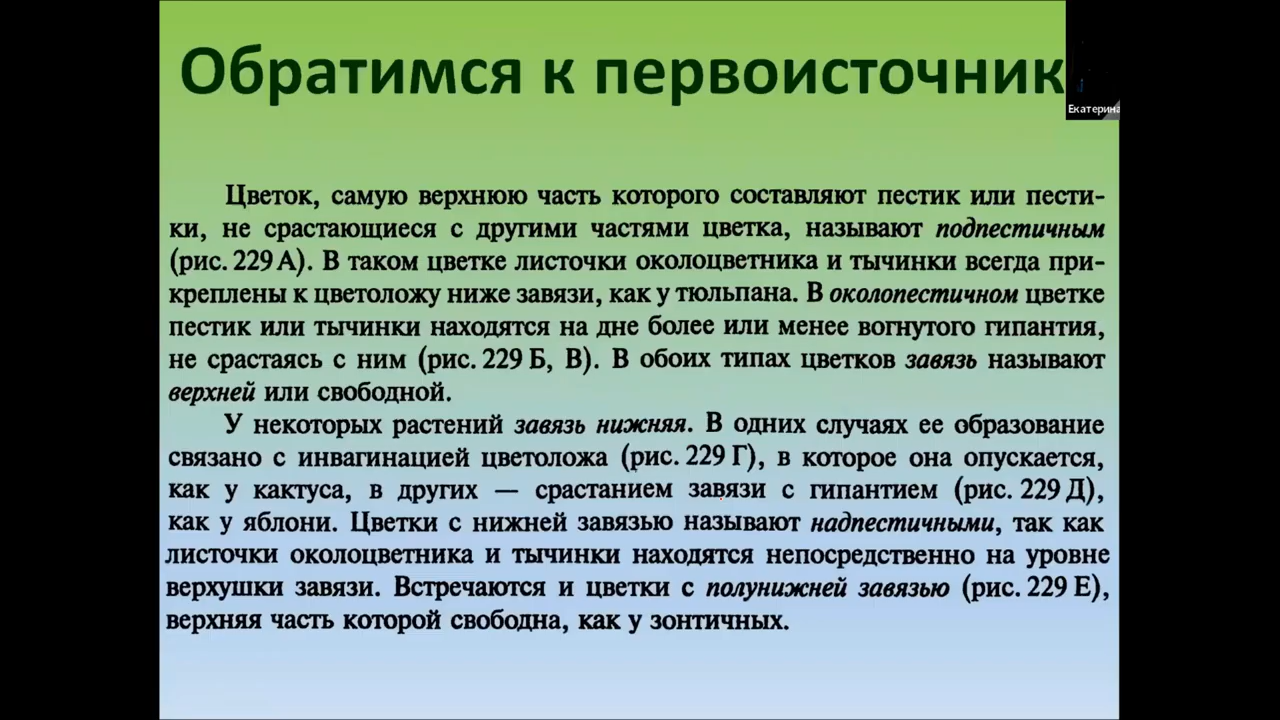 Обратимся к первоисточник
Екатерина
Цветок, самую верхнюю часть которого составляют пестик или пести-
ки, не срастающиеся с другими частями цветка, называют подпестичным
(рис. 229 А). В таком цветке листочки околоцветника и тычинки всегда при-
креплены к цветоложу ниже завязи, как у тюльпана. В околопестичном цветке
пестик или тычинки находятся на дне более или менее вогнутого гипантия,
не срастаясь с ним (рис. 229 Б, В). В обоих типах цветков завязь называют
верхней или свободной.
У некоторых растений завязь нижняя. В одних случаях ее образование
связано с инвагинацией цветоложа (рис. 229 Г), в которое она опускается,
как у кактуса, в других — срастанием завязи с гипантием (рис. 229 Д),
как у яблони. Цветки с нижней завязью называют надпестичными, так как
листочки околоцветника и тычинки находятся непосредственно на уровне
верхушки завязи. Встречаются и цветки с полунижней завязью (рис. 229 Е),
верхняя часть которой свободна, как у зонтичных.